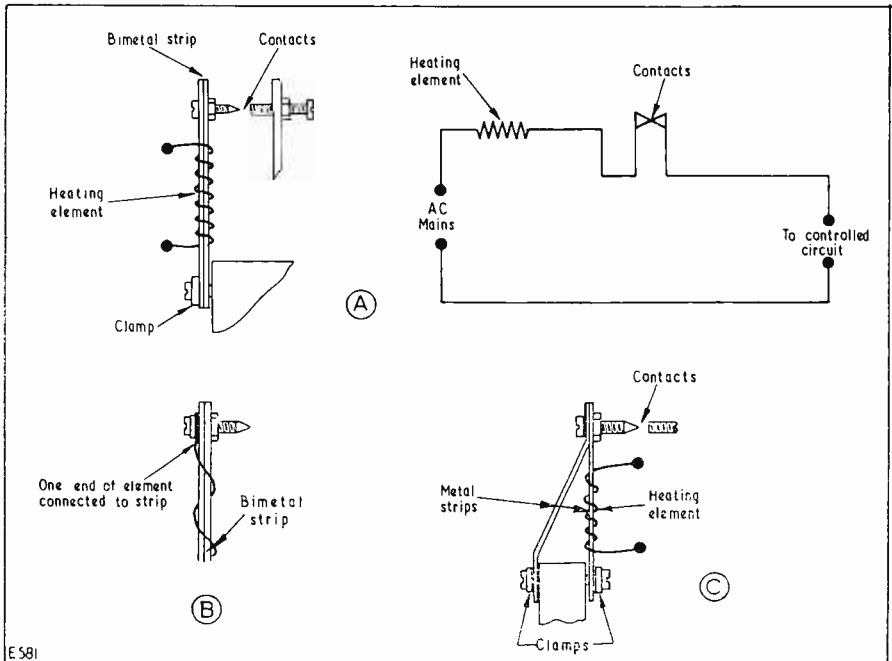 Bimetal strip
Contacts
Heating
element
Clamp
A
Heating
element
Contacts
AC
Mains
To controlled
circuit
One end of element
connected to strip
Bimetal
strip
B
Contacts
Metal
strips
Heating
element
Clamps
C
E581